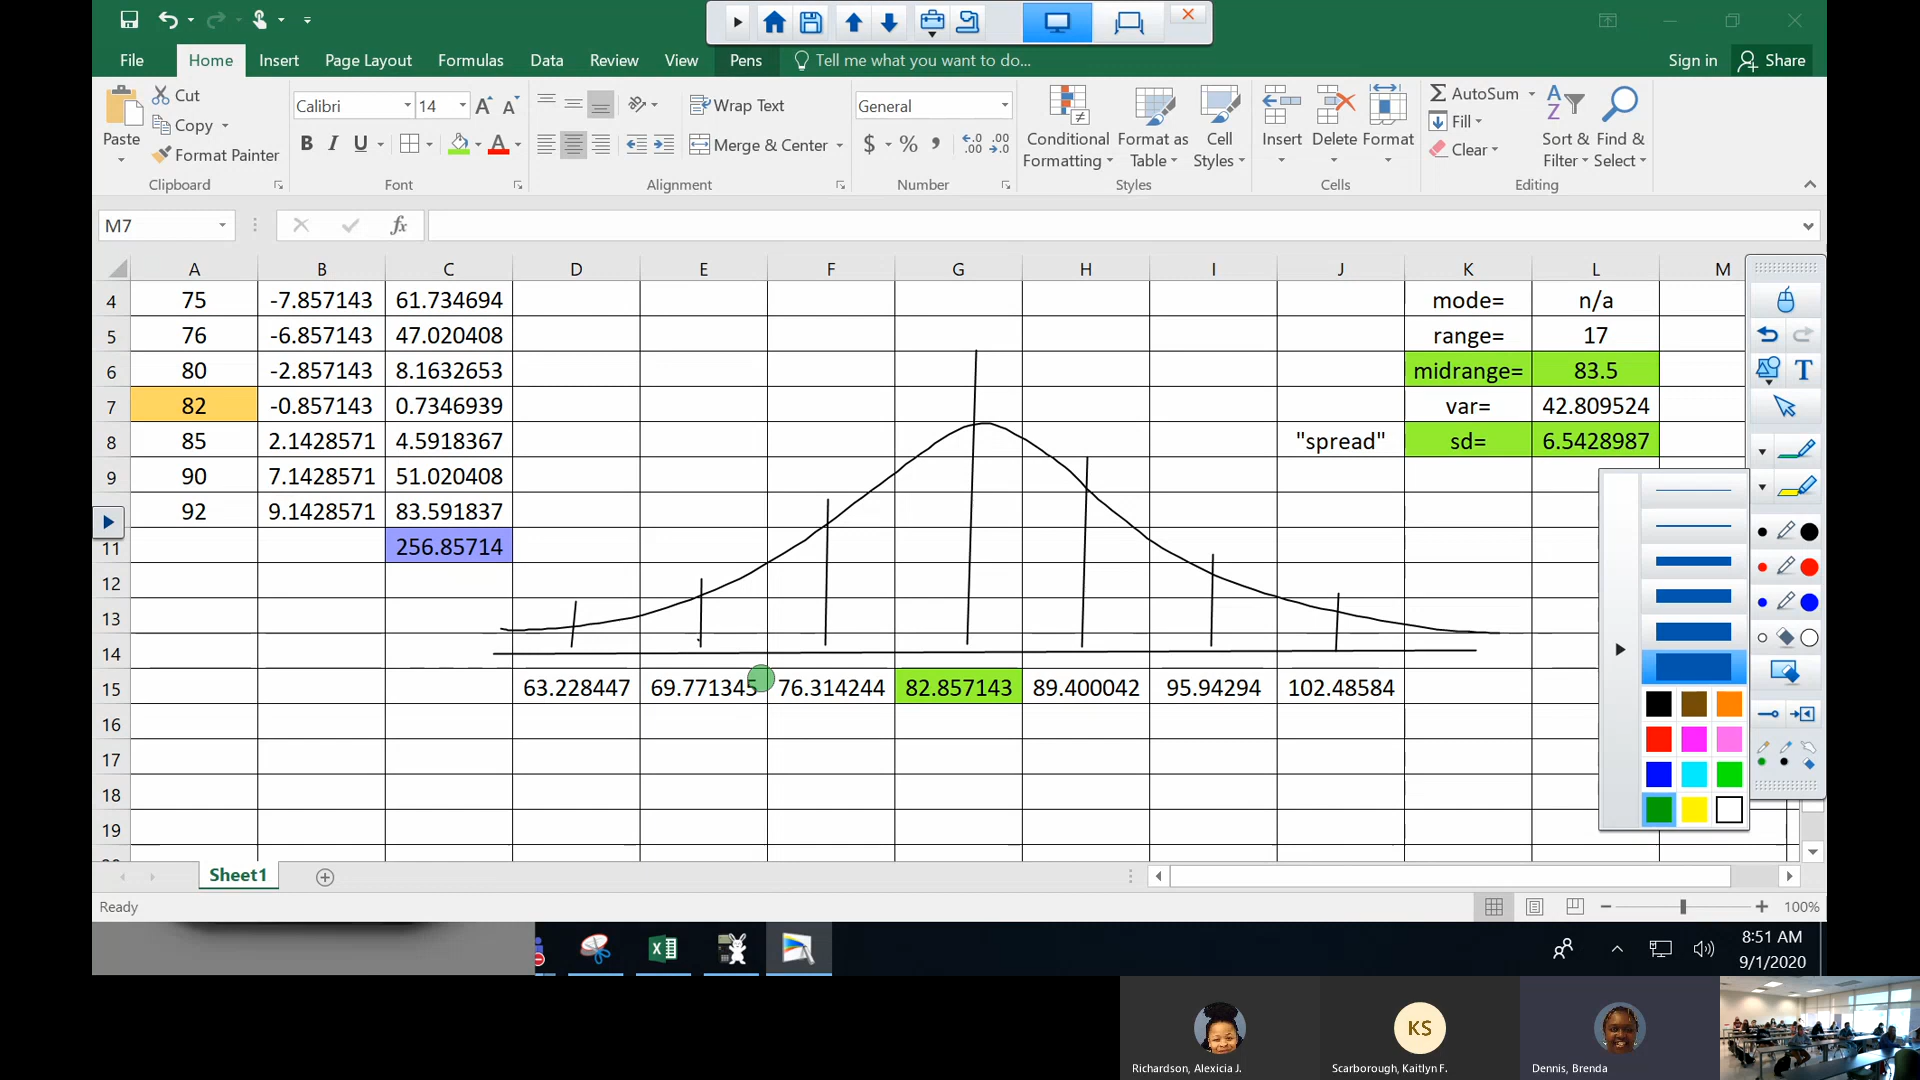 File Home Insert Page Layout Formulas Data Review View Pens Tell me what you want to do... Sign in Share
Cut
Copy
Format Painter
Paste
Clipboard
Calibri 14
B I U
Font
Wrap Text
Merge & Center
Alignment
General
$ % ,
Number
Conditional Formatting
Format as Table
Cell Styles
Styles
Insert Delete Format
Cells
AutoSum
Fill
Clear
Sort & Filter
Find & Select
Editing
M7 fx
A B C D E F G H I J K L M
4 75 -7.857143 61.734694 mode= n/a
5 76 -6.857143 47.020408 range= 17
6 80 -2.857143 8.1632653 midrange= 83.5
7 82 -0.857143 0.7346939 var= 42.809524
8 85 2.1428571 4.5918367 "spread" sd= 6.5428987
9 90 7.1428571 51.020408
92 9.1428571 83.591837
11 256.85714
12
13
14
15 63.228447 69.771345 76.314244 82.857143 89.400042 95.94294 102.48584
16
17
18
19
Sheet1
Ready 100%
8:51 AM
9/1/2020
KS
Richardson, Alexicia J. Scarborough, Kaitlyn F. Dennis, Brenda